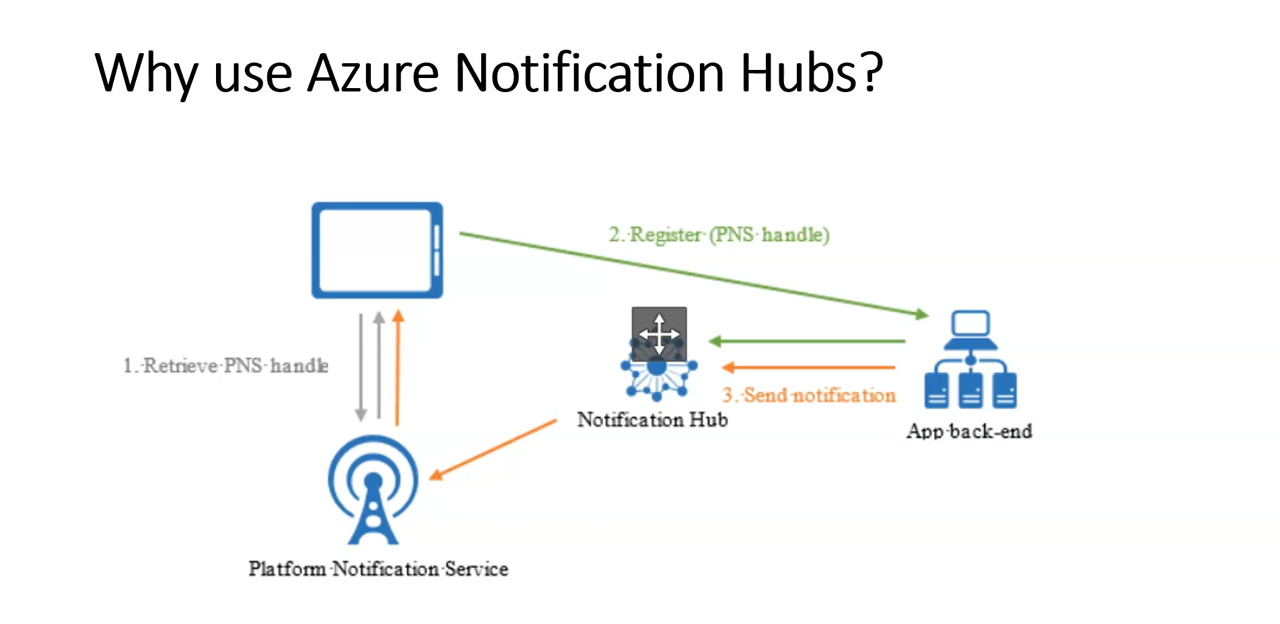 Why use Azure Notification Hubs?
2. Register (PNS handle)
1. Retrieve PNS handle
3. Send notification
Notification Hub
App back-end
Platform Notification Service